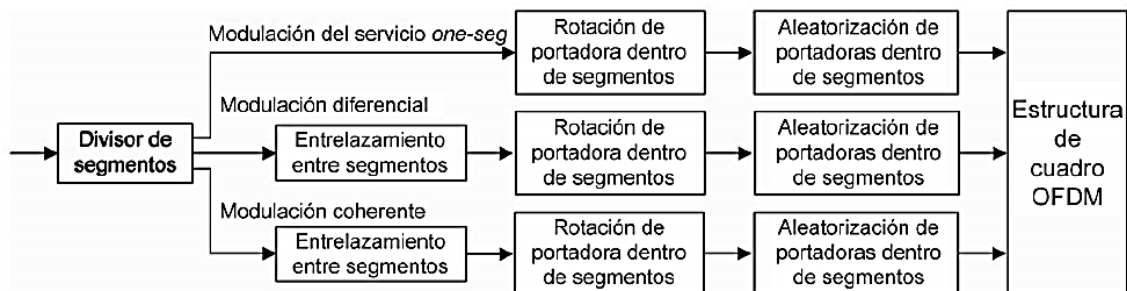 Modulación del servicio one-seg
Rotación de
portadora dentro
de segmentos
Aleatorización de
portadoras dentro
de segmentos
Modulación diferencial
Divisor de
segmentos
Entrelazamiento
entre segmentos
Rotación de
portadora dentro
de segmentos
Aleatorización de
portadoras dentro
de segmentos
Modulación coherente
Entrelazamiento
entre segmentos
Rotación de
portadora dentro
de segmentos
Aleatorización de
portadoras dentro
de segmentos
Estructura
de
cuadro
OFDM